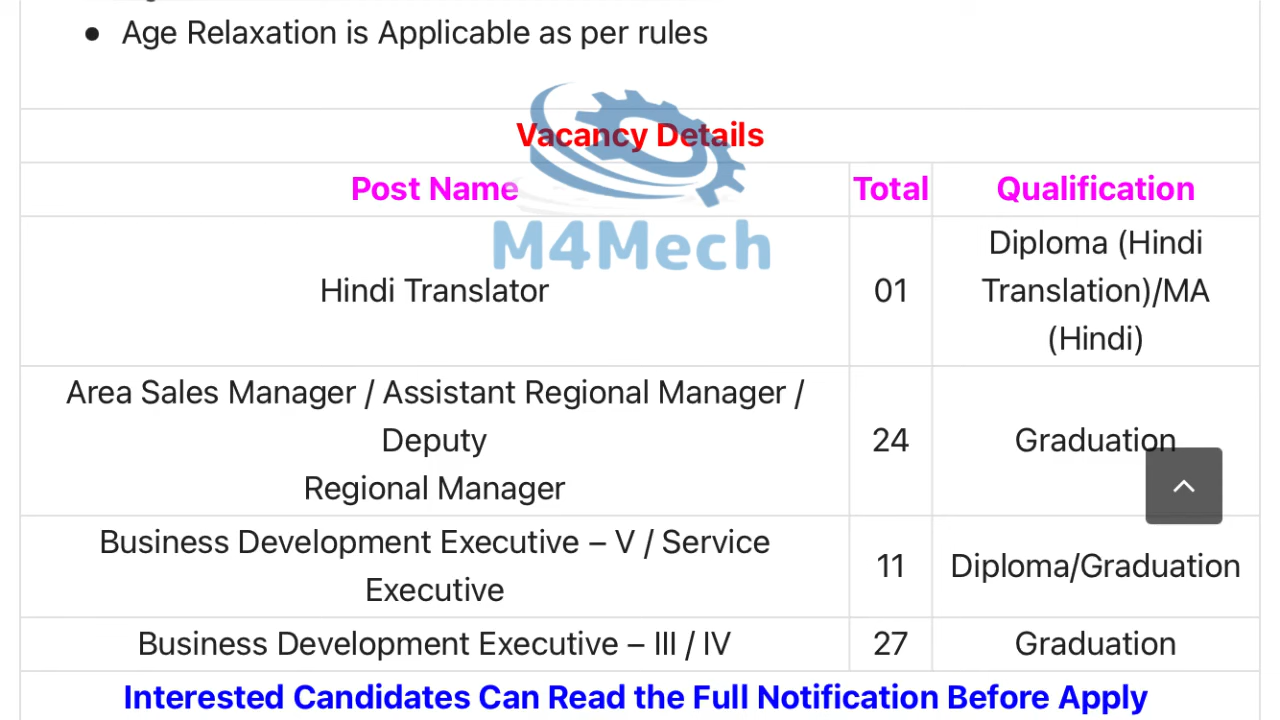 ● Age Relaxation is Applicable as per rules
Vacancy Details
Post Name Total Qualification
M4Mech
Hindi Translator 01 Diploma (Hindi
Translation)/MA
(Hindi)
Area Sales Manager / Assistant Regional Manager /
Deputy
Regional Manager 24 Graduation
Business Development Executive – V / Service
Executive 11 Diploma/Graduation
Business Development Executive – III / IV 27 Graduation
Interested Candidates Can Read the Full Notification Before Apply